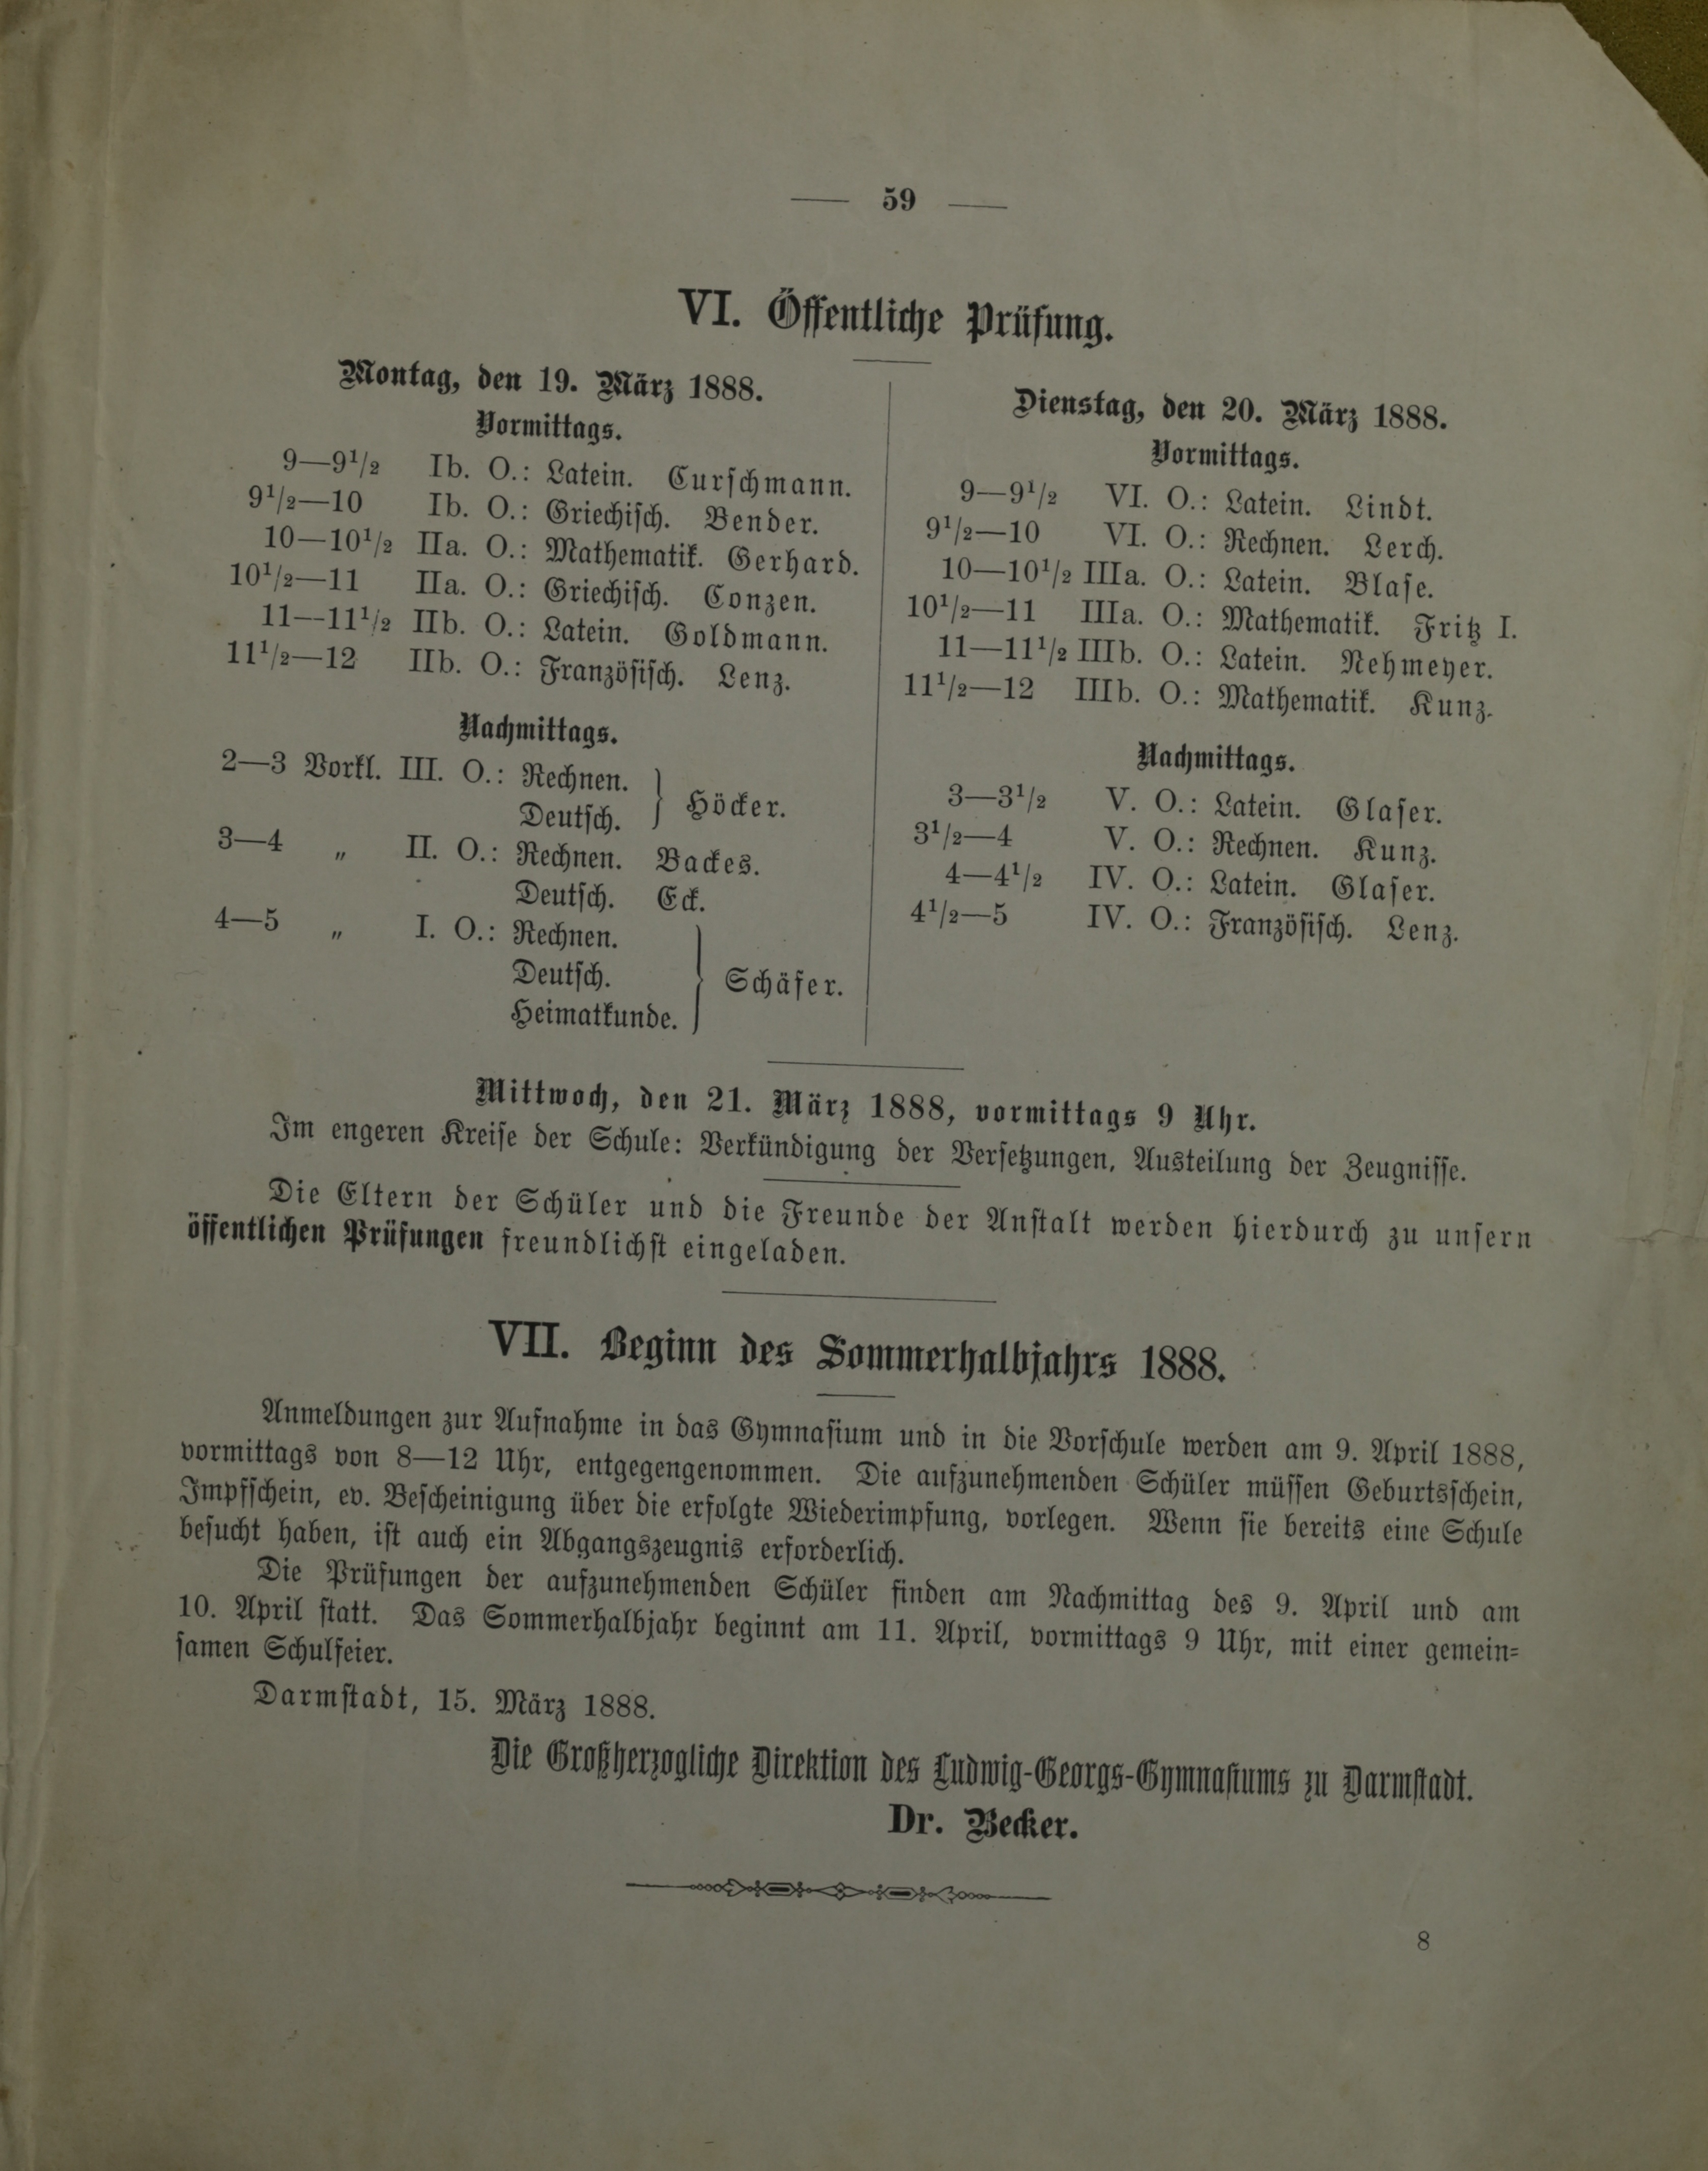 — 59 —
VI. Öffentliche Prüfung.
Montag, den 19. März 1888.
Vormittags.
9—9½ Ib. O.: Latein. Curschmann.
9½—10 Ib. O.: Griechisch. Bender.
10—10½ IIa. O.: Mathematik. Gerhard.
10½—11 IIa. O.: Griechisch. Conzen.
11—11½ IIb. O.: Latein. Goldmann.
11½—12 IIb. O.: Französisch. Lenz.
Nachmittags.
2—3 Vorkl. III. O.: Rechnen.
Deutsch. } Höcker.
3—4 „ II. O.: Rechnen. Backes.
Deutsch. Eck.
4—5 „ I. O.: Rechnen.
Deutsch. } Schäfer.
Heimatkunde.
Dienstag, den 20. März 1888.
Vormittags.
9—9½ VI. O.: Latein. Lindt.
9½—10 VI. O.: Rechnen. Lerch.
10—10½ IIIa. O.: Latein. Blase.
10½—11 IIIa. O.: Mathematik. Fritz I.
11—11½ IIIb. O.: Latein. Nehmeyer.
11½—12 IIIb. O.: Mathematik. Kunz.
Nachmittags.
3—3½ V. O.: Latein. Glaser.
3½—4 V. O.: Rechnen. Kunz.
4—4½ IV. O.: Latein. Glaser.
4½—5 IV. O.: Französisch. Lenz.
Mittwoch, den 21. März 1888, vormittags 9 Uhr.
Im engeren Kreise der Schule: Verkündigung der Versetzungen, Austeilung der Zeugnisse.
Die Eltern der Schüler und die Freunde der Anstalt werden hierdurch zu unsern
öffentlichen Prüfungen freundlichst eingeladen.
VII. Beginn des Sommerhalbjahrs 1888.
Anmeldungen zur Aufnahme in das Gymnasium und in die Vorschule werden am 9. April 1888,
vormittags von 8—12 Uhr, entgegengenommen. Die aufzunehmenden Schüler müssen Geburtsschein,
Impfschein, ev. Bescheinigung über die erfolgte Wiederimpfung, vorlegen. Wenn sie bereits eine Schule
besucht haben, ist auch ein Abgangszeugnis erforderlich.
Die Prüfungen der aufzunehmenden Schüler finden am Nachmittag des 9. April und am
10. April statt. Das Sommerhalbjahr beginnt am 11. April, vormittags 9 Uhr, mit einer gemein-
samen Schulfeier.
Darmstadt, 15. März 1888.
Die Großherzogliche Direktion des Ludwig-Georgs-Gymnasiums zu Darmstadt.
Dr. Becker.
8